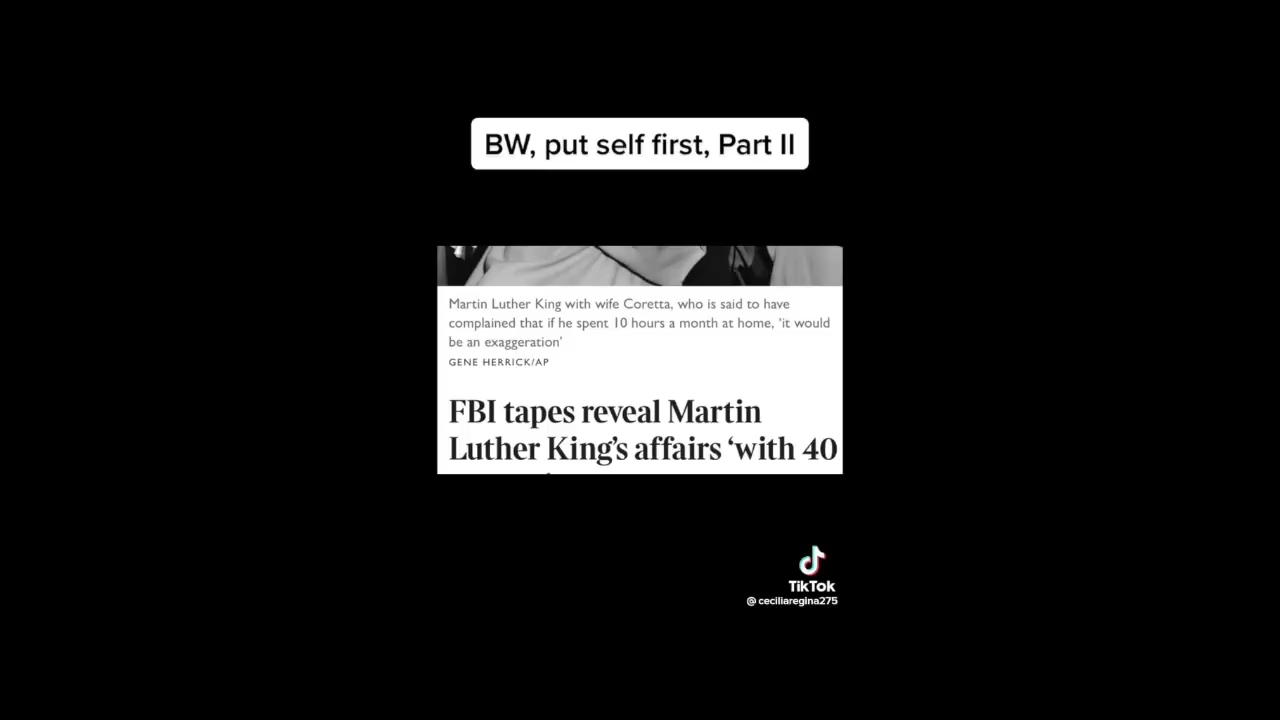 BW, put self first, Part II
Martin Luther King with wife Coretta, who is said to have
complained that if he spent 10 hours a month at home, ‘it would
be an exaggeration’
GENE HERRICK/AP
FBI tapes reveal Martin
Luther King’s affairs ‘with 40
TikTok
@ceciliaregina275